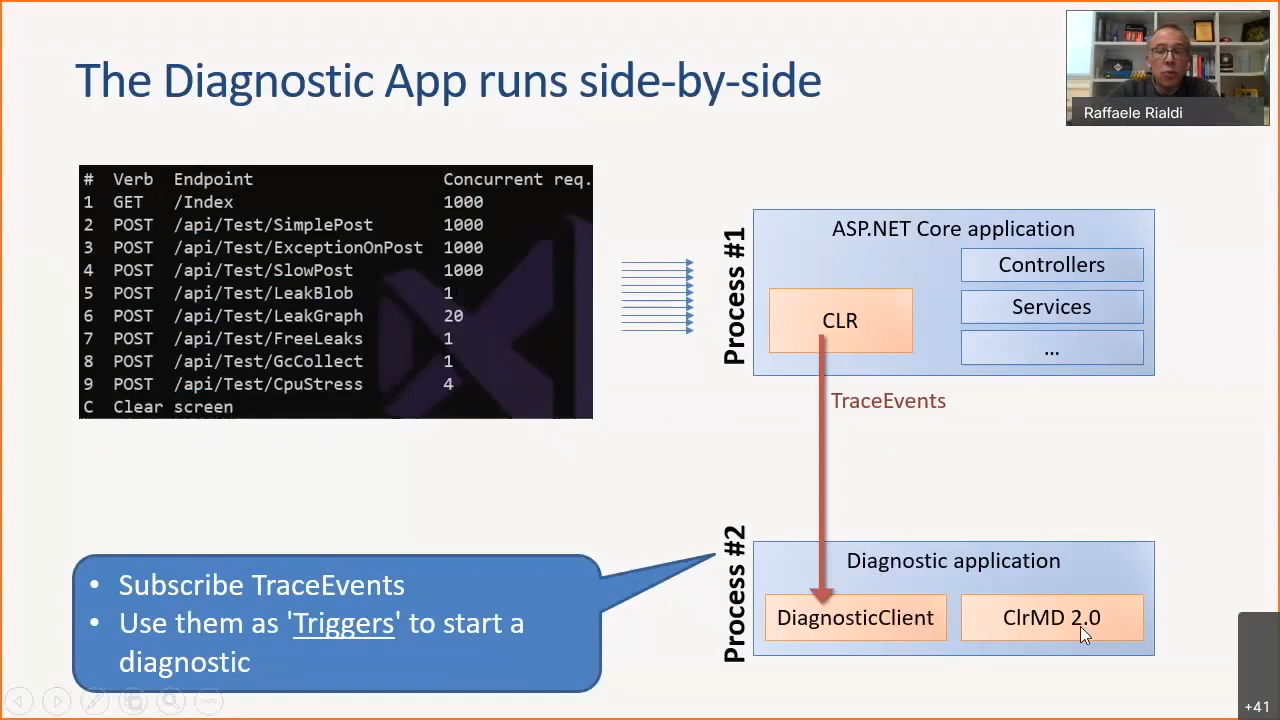 The Diagnostic App runs side-by-side
Raffaele Rialdi
# Verb Endpoint Concurrent req.
1 GET /Index 1000
2 POST /api/Test/SimplePost 1000
3 POST /api/Test/ExceptionOnPost 1000
4 POST /api/Test/SlowPost 1000
5 POST /api/Test/LeakBlob 1
6 POST /api/Test/LeakGraph 20
7 POST /api/Test/FreeLeaks 1
8 POST /api/Test/GcCollect 1
9 POST /api/Test/CpuStress 4
C Clear screen
Process #1
ASP.NET Core application
Controllers
CLR
Services
...
TraceEvents
Process #2
Diagnostic application
DiagnosticClient
ClrMD 2.0
• Subscribe TraceEvents
• Use them as 'Triggers' to start a
diagnostic
+41